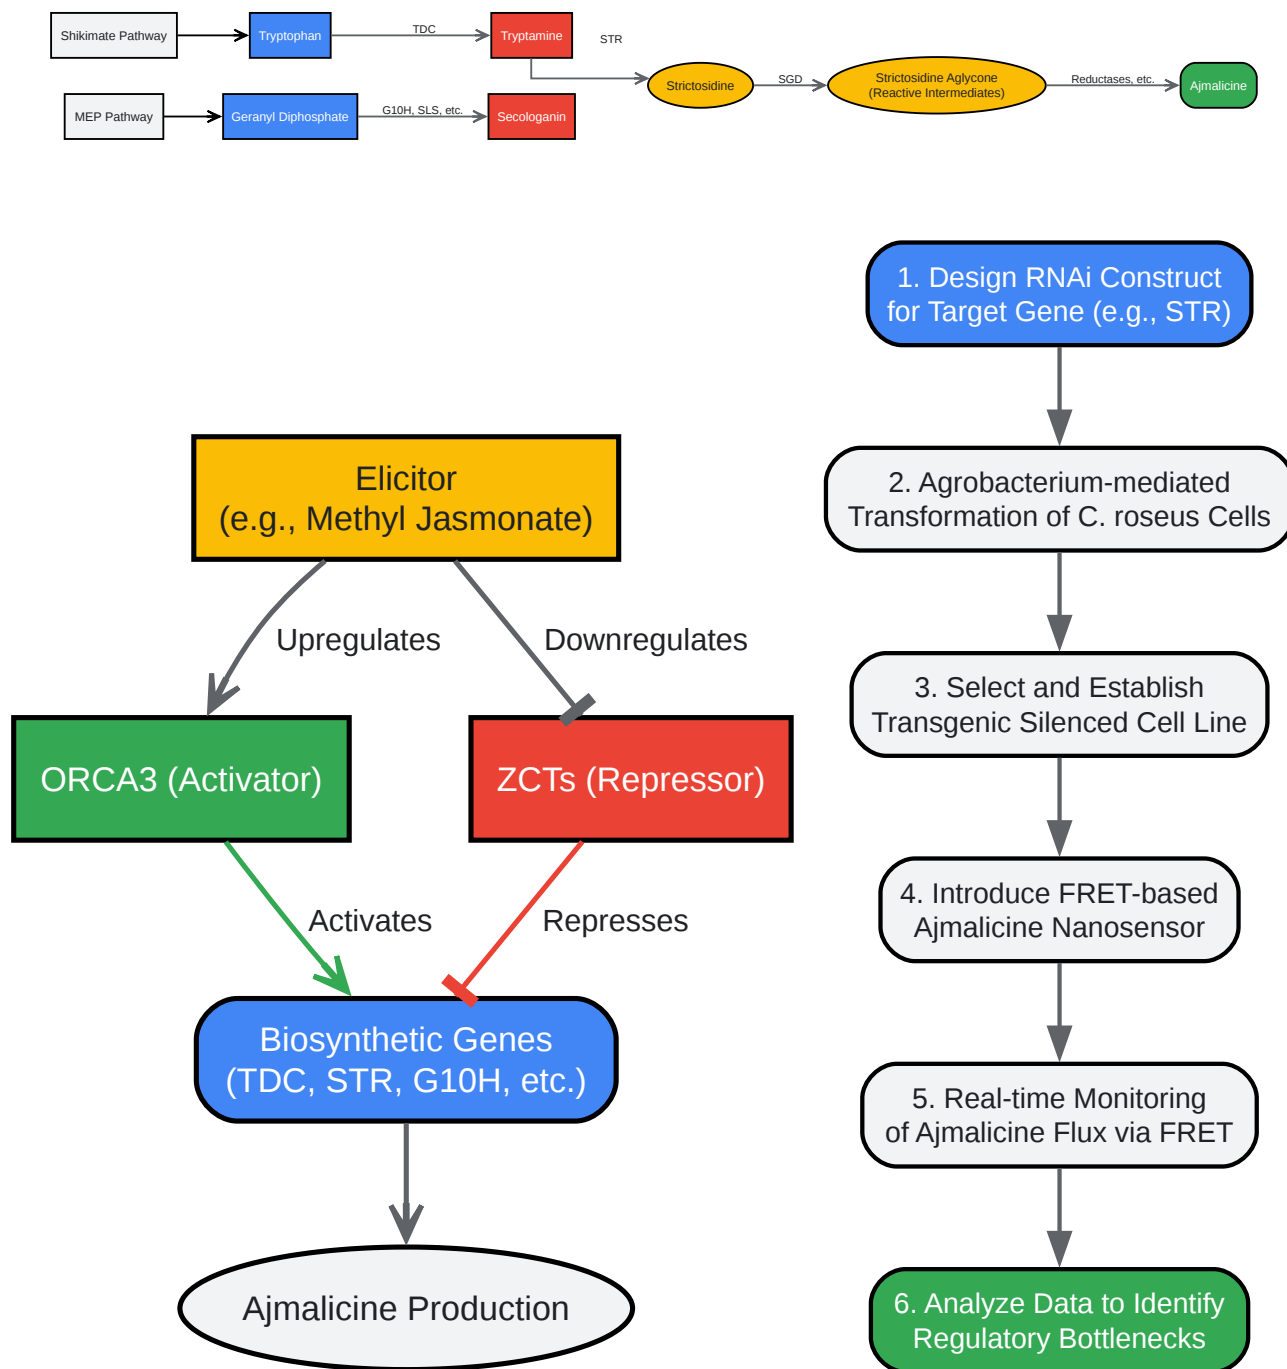 Shikimate Pathway
Tryptophan
TDC
Tryptamine
STR
MEP Pathway
Geranyl Diphosphate
G10H, SLS, etc.
Secologanin
Strictosidine
SGD
Strictosidine Aglycone
(Reactive Intermediates)
Reductases, etc.
Ajmalicine
Elicitor
(e.g., Methyl Jasmonate)
Upregulates
Downregulates
ORCA3 (Activator)
ZCTs (Repressor)
Activates
Represses
Biosynthetic Genes
(TDC, STR, G10H, etc.)
Ajmalicine Production
1. Design RNAi Construct
for Target Gene (e.g., STR)
2. Agrobacterium-mediated
Transformation of C. roseus Cells
3. Select and Establish
Transgenic Silenced Cell Line
4. Introduce FRET-based
Ajmalicine Nanosensor
5. Real-time Monitoring
of Ajmalicine Flux via FRET
6. Analyze Data to Identify
Regulatory Bottlenecks